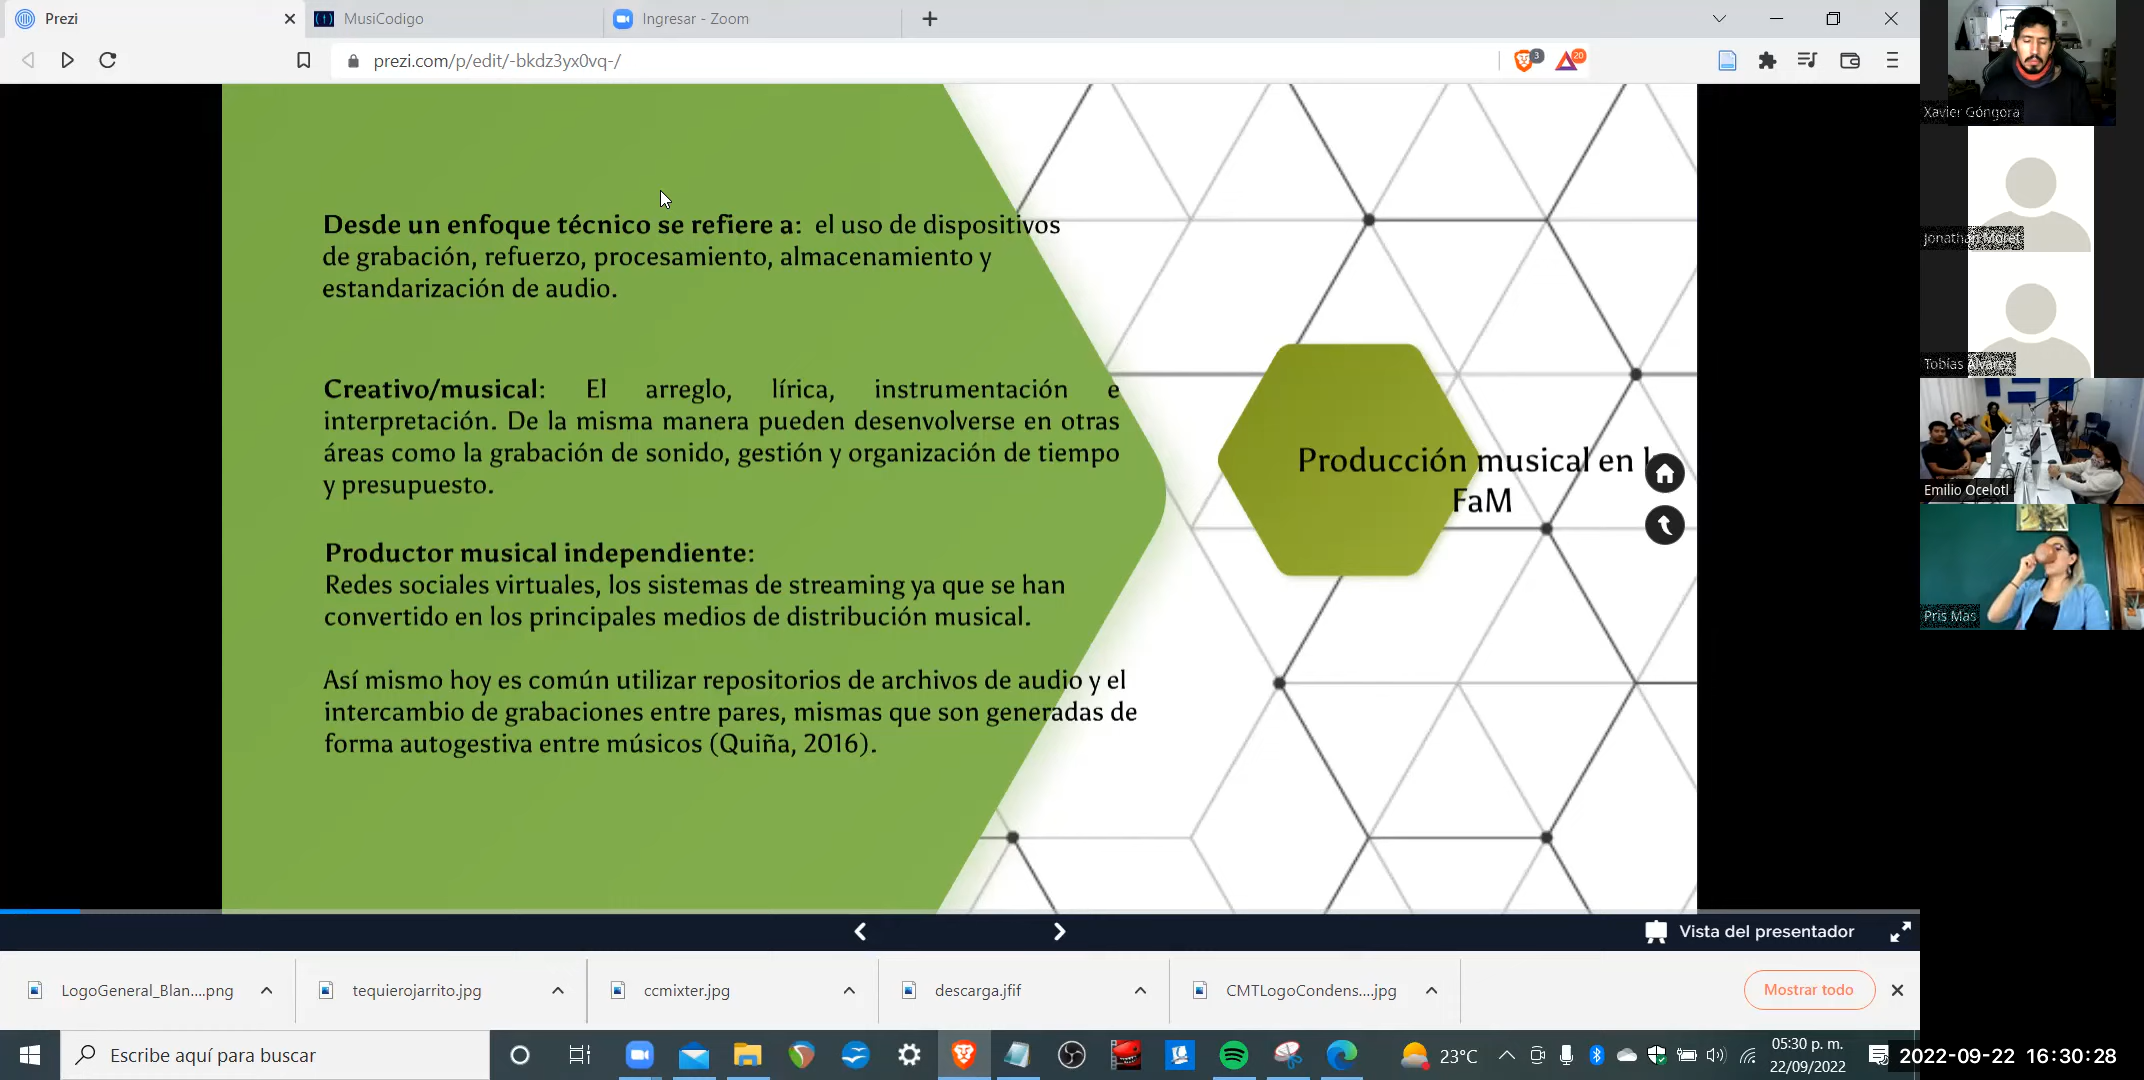 Prezi
MusiCodigo
Ingresar - Zoom
prezi.com/p/edit/-bkdz3yx0vq-/
3
20
Desde un enfoque técnico se refiere a: el uso de dispositivos
de grabación, refuerzo, procesamiento, almacenamiento y
estandarización de audio.
Creativo/musical: El arreglo, lírica, instrumentación e
interpretación. De la misma manera pueden desenvolverse en otras
áreas como la grabación de sonido, gestión y organización de tiempo
y presupuesto.
Productor musical independiente:
Redes sociales virtuales, los sistemas de streaming ya que se han
convertido en los principales medios de distribución musical.
Así mismo hoy es común utilizar repositorios de archivos de audio y el
intercambio de grabaciones entre pares, mismas que son generadas de
forma autogestiva entre músicos (Quiña, 2016).
Producción musical en
FaM
Xavier Góngora
Jonathan Moret
Tobías Álvarez
Emilio Ocelotl
Pris Mas
Vista del presentador
LogoGeneral_Blan....png
tequierojarrito.jpg
ccmixter.jpg
descarga.jfif
CMTLogoCondens....jpg
Mostrar todo
Escribe aquí para buscar
23°C
05:30 p. m.
22/09/2022
2022-09-22 16:30:28